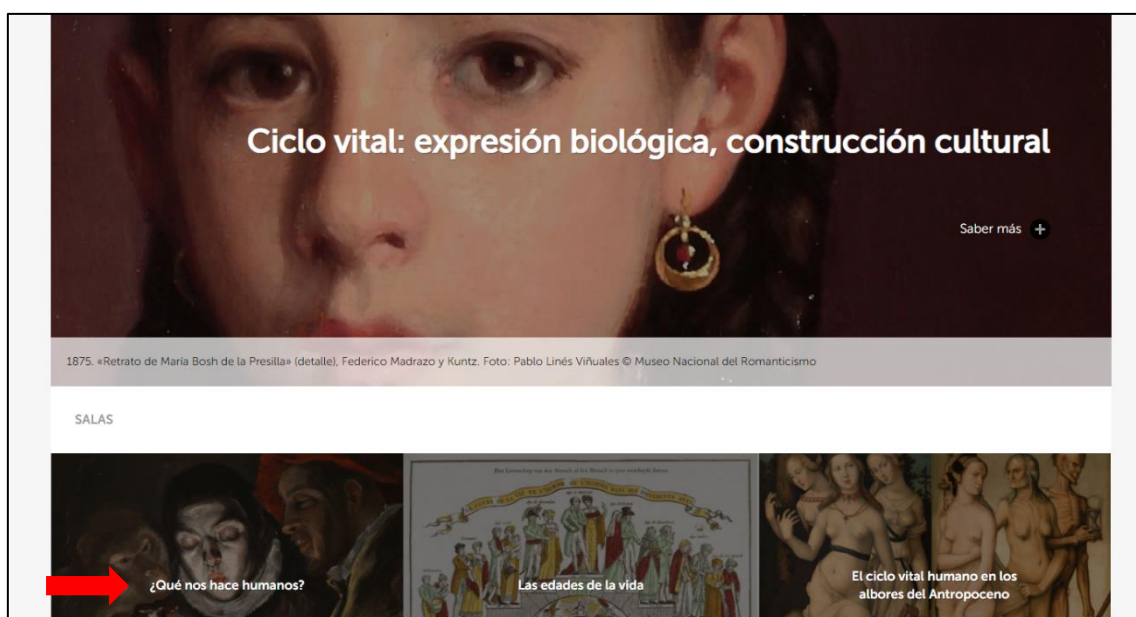 Ciclo vital: expresión biológica, construcción cultural
Saber más +
1875. «Retrato de María Bosh de la Presilla» (detalle), Federico Madrazo y Kuntz. Foto: Pablo Linés Viñuales © Museo Nacional del Romanticismo
SALAS
¿Qué nos hace humanos?
Las edades de la vida
El ciclo vital humano en los
albores del Antropoceno